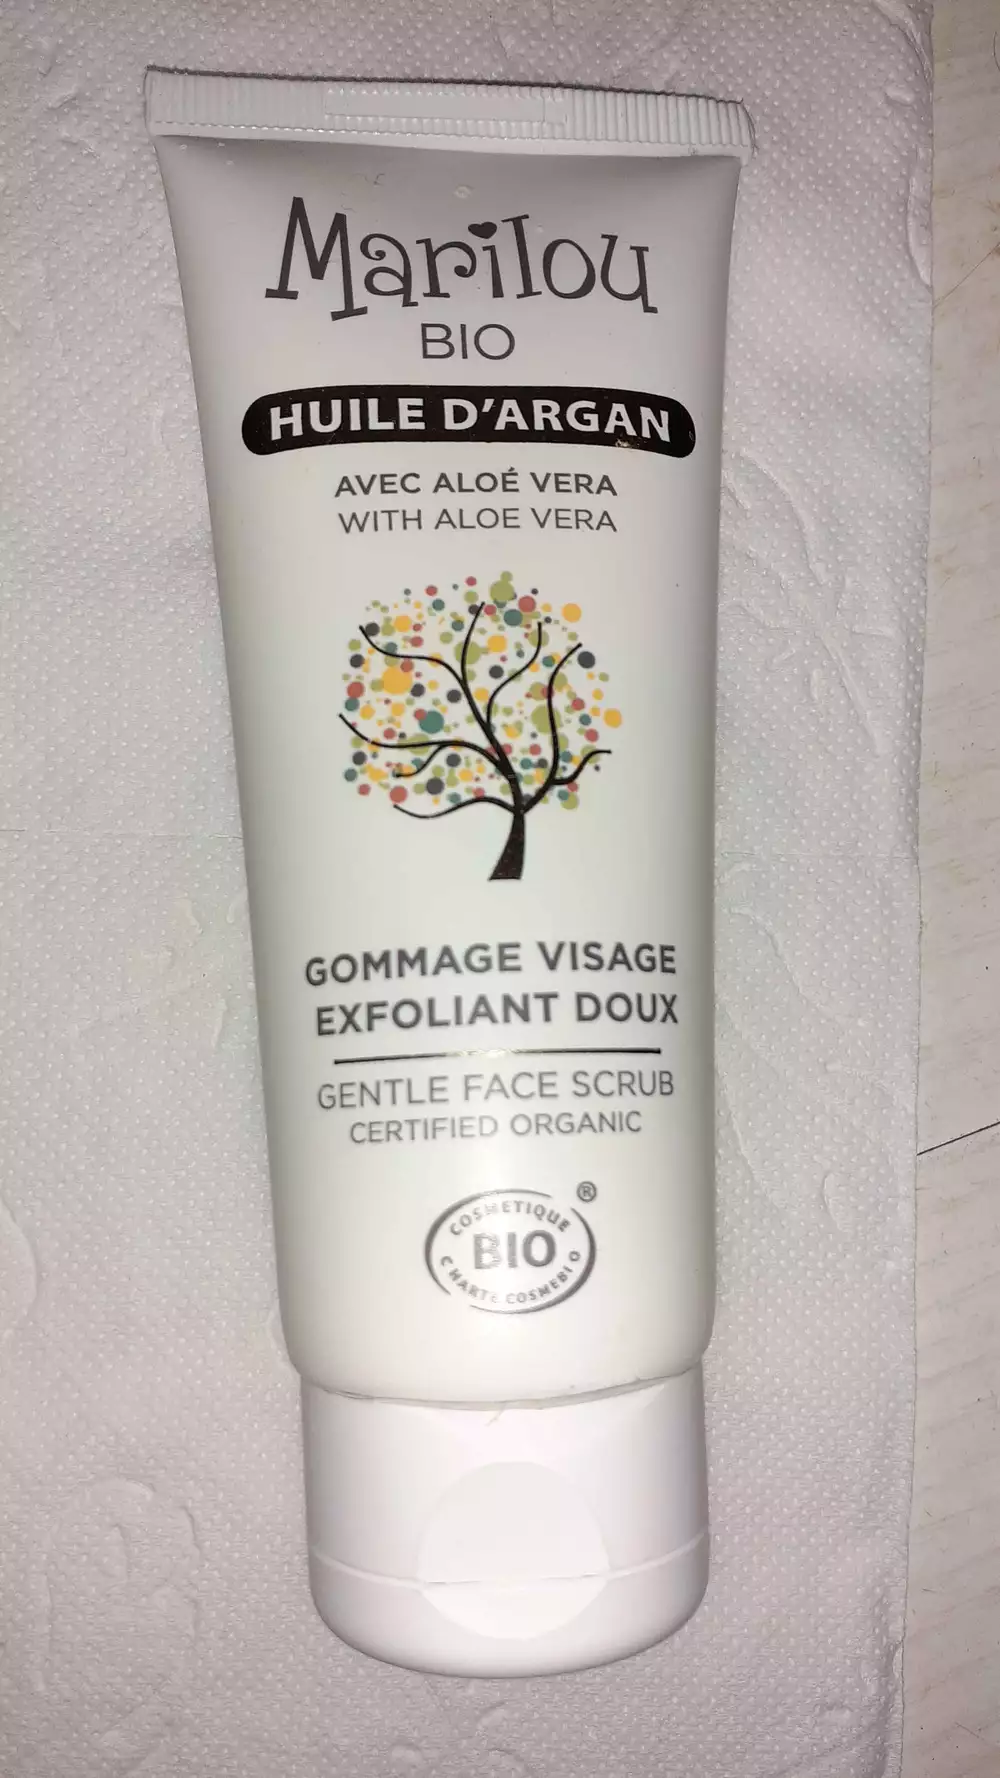 Marilou
BIO
HUILE D'ARGAN
AVEC ALOÉ VERA
WITH ALOE VERA
GOMMAGE VISAGE
EXFOLIANT DOUX
GENTLE FACE SCRUB
CERTIFIED ORGANIC
®
COSMETIQUE
BIO
CHARTE COSMEBIO